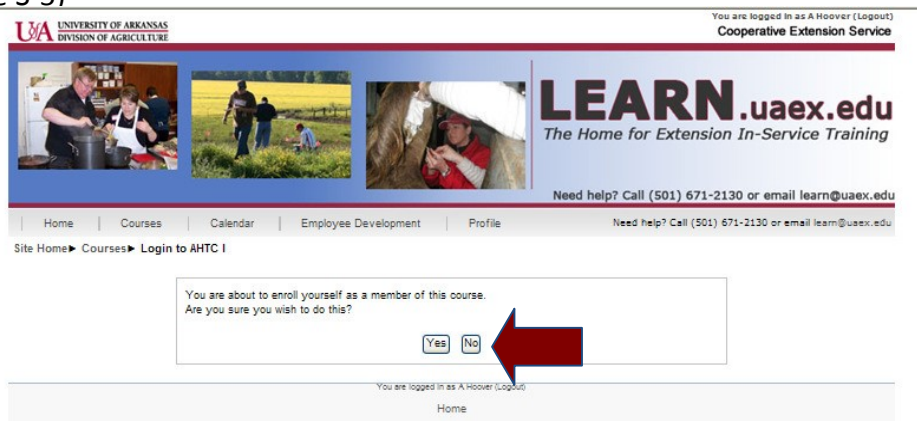 You are logged in as A Hoover (Logout)
UA UNIVERSITY OF ARKANSAS
DIVISION OF AGRICULTURE
Cooperative Extension Service
LEARN.uaex.edu
The Home for Extension In-Service Training
Need help? Call (501) 671-2130 or email learn@uaex.edu
Home | Courses | Calendar | Employee Development | Profile
Need help? Call (501) 671-2130 or email learn@uaex.edu
Site Home► Courses► Login to AHTC I
You are about to enroll yourself as a member of this course.
Are you sure you wish to do this?
Yes No
You are logged in as A Hoover (Logout)
Home